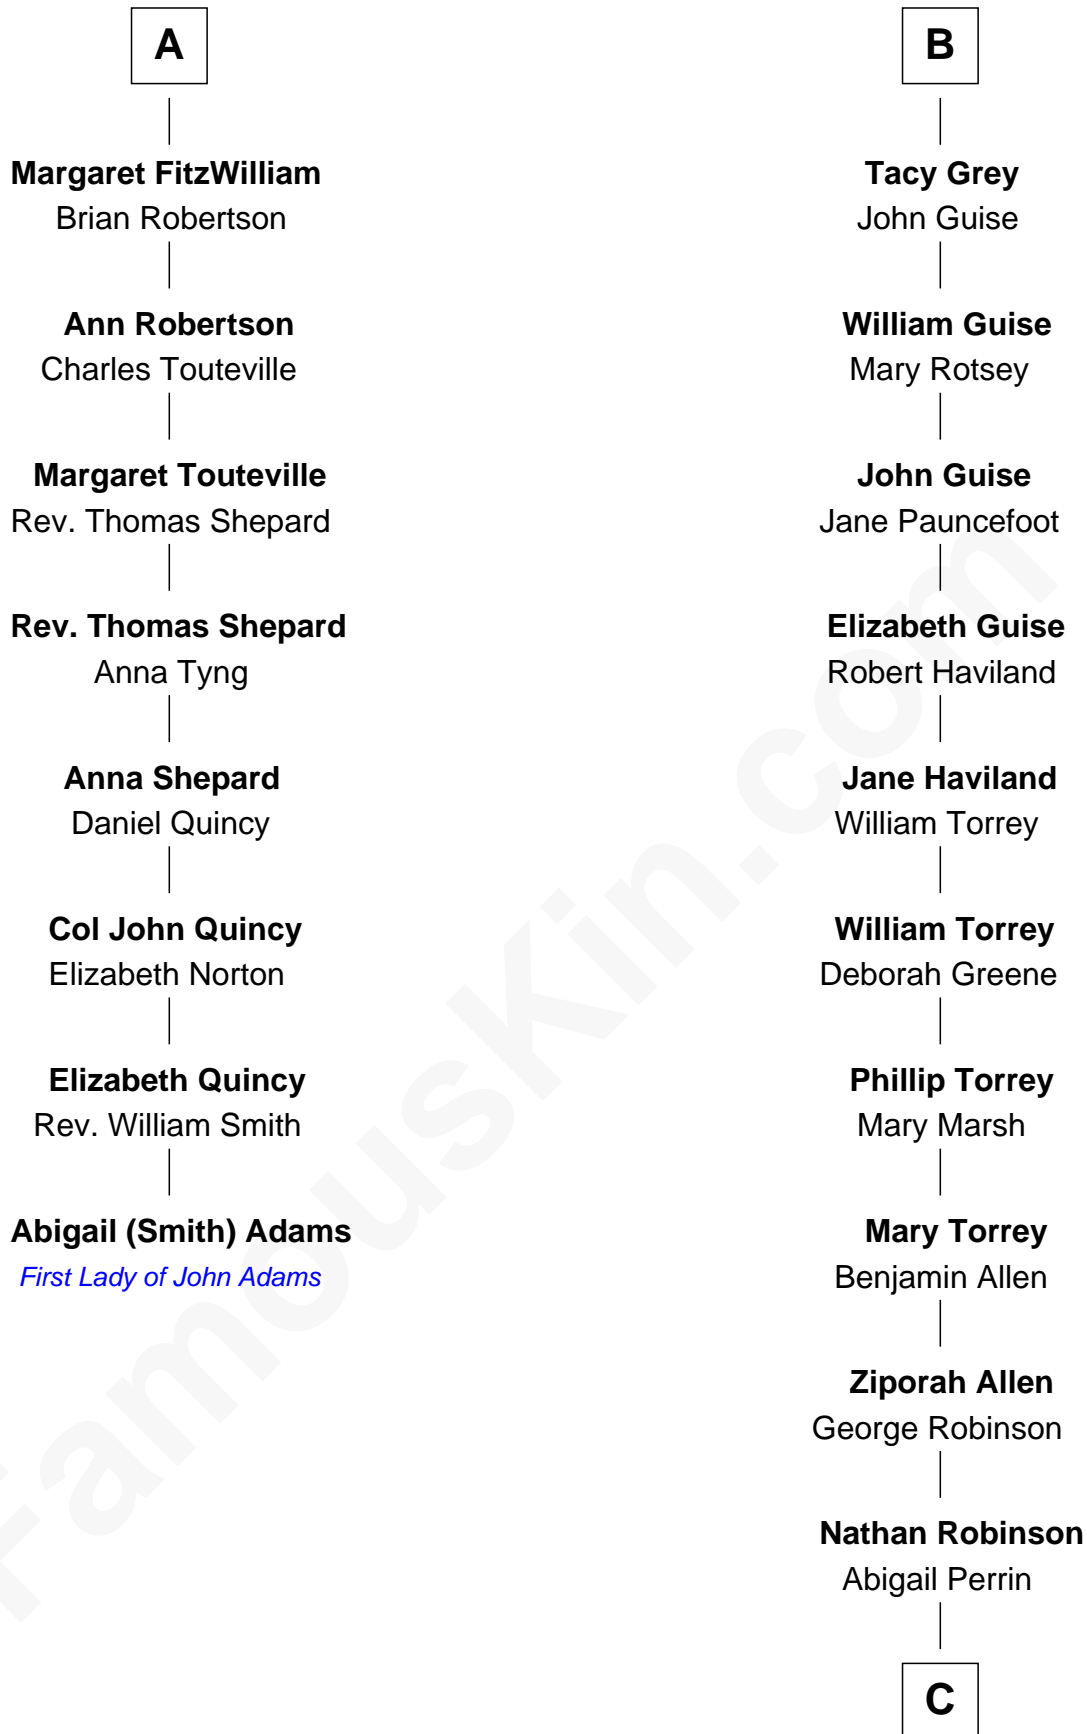 A
Margaret FitzWilliam
Brian Robertson
Ann Robertson
Charles Touteville
Margaret Touteville
Rev. Thomas Shepard
Rev. Thomas Shepard
Anna Tyng
Anna Shepard
Daniel Quincy
Col John Quincy
Elizabeth Norton
Elizabeth Quincy
Rev. William Smith
Abigail (Smith) Adams
First Lady of John Adams
B
Tacy Grey
John Guise
William Guise
Mary Rotsey
John Guise
Jane Pauncefoot
Elizabeth Guise
Robert Haviland
Jane Haviland
William Torrey
William Torrey
Deborah Greene
Phillip Torrey
Mary Marsh
Mary Torrey
Benjamin Allen
Ziporah Allen
George Robinson
Nathan Robinson
Abigail Perrin
C
FamousKin.com